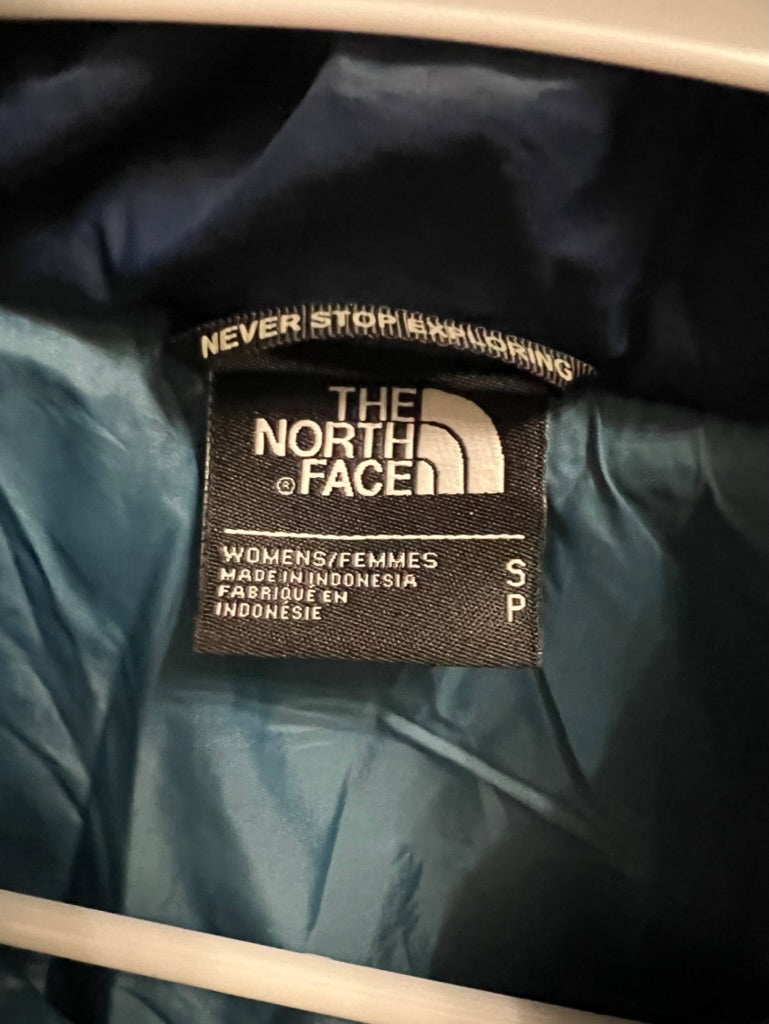 NEVER STOP EXPLORING
THE
NORTH
® FACE
WOMENS/FEMMES
MADE IN INDONESIA
FABRIQUÉ EN
INDONÉSIE
S
P